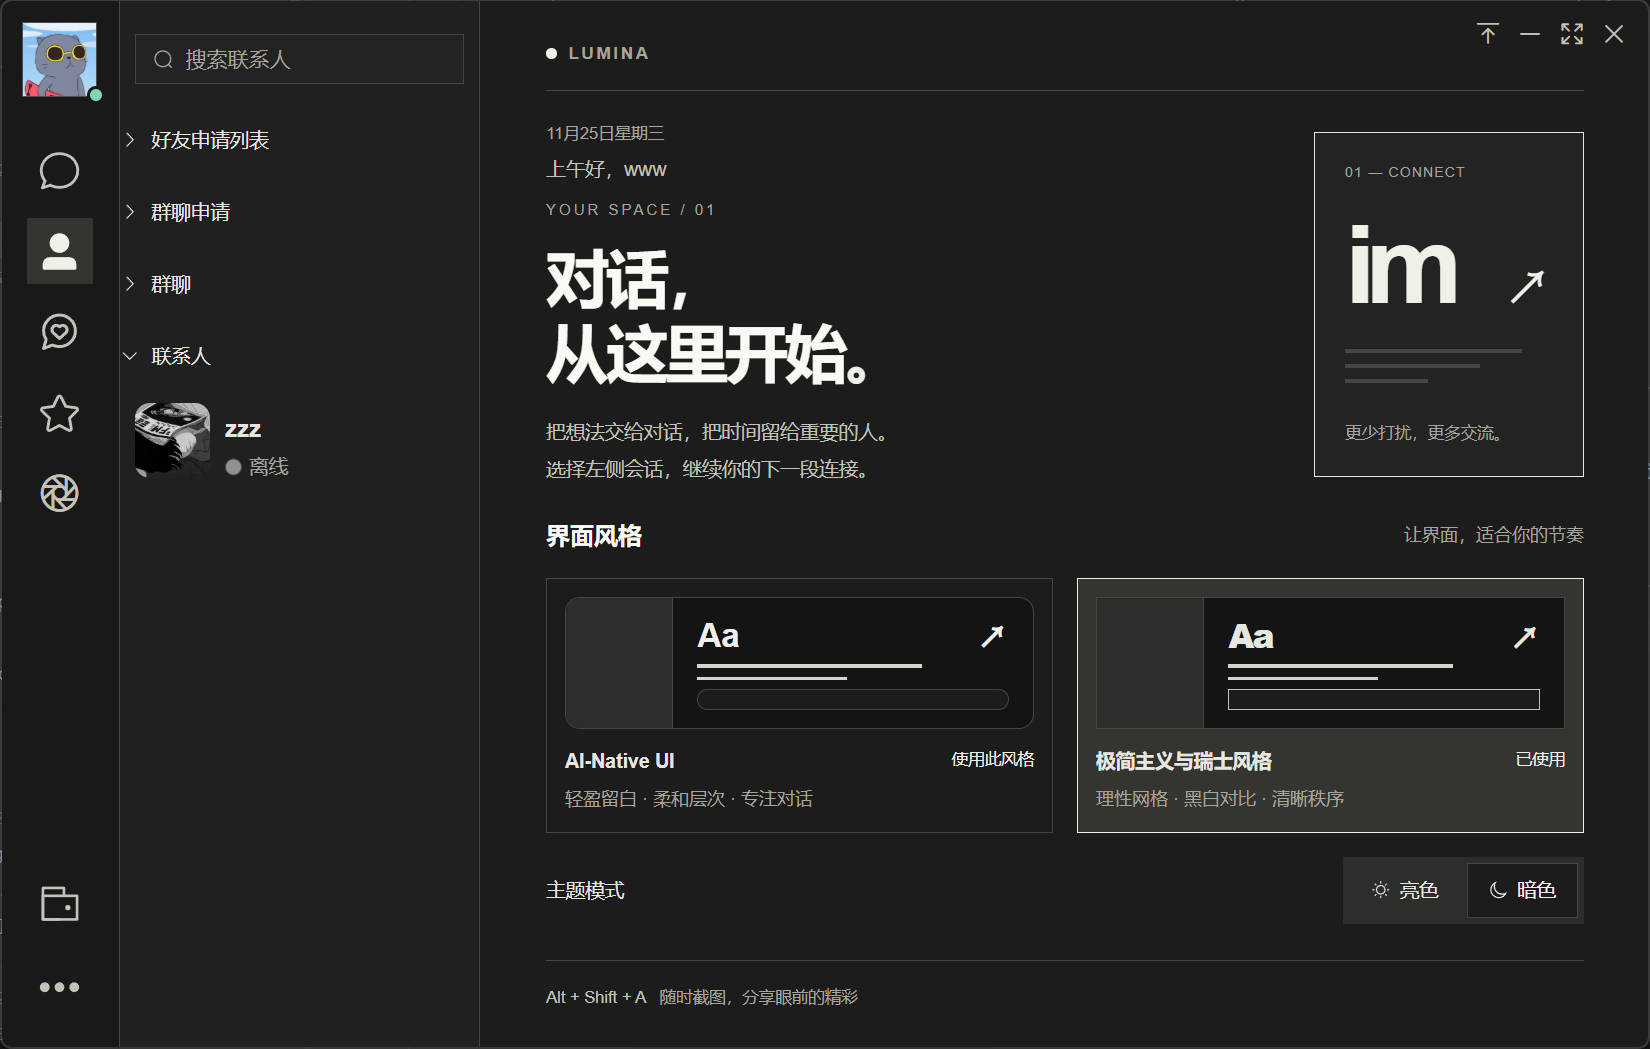 搜索联系人
好友申请列表
群聊申请
群聊
联系人
zzz
离线
LUMINA
11月25日星期三
上午好，www
YOUR SPACE / 01
对话，
从这里开始。
把想法交给对话，把时间留给重要的人。
选择左侧会话，继续你的下一段连接。
01 — CONNECT
im
更少打扰，更多交流。
界面风格
让界面，适合你的节奏
Aa
AI-Native UI
使用此风格
轻盈留白 · 柔和层次 · 专注对话
Aa
极简主义与瑞士风格
已使用
理性网格 · 黑白对比 · 清晰秩序
主题模式
亮色
暗色
Alt + Shift + A 随时截图，分享眼前的精彩